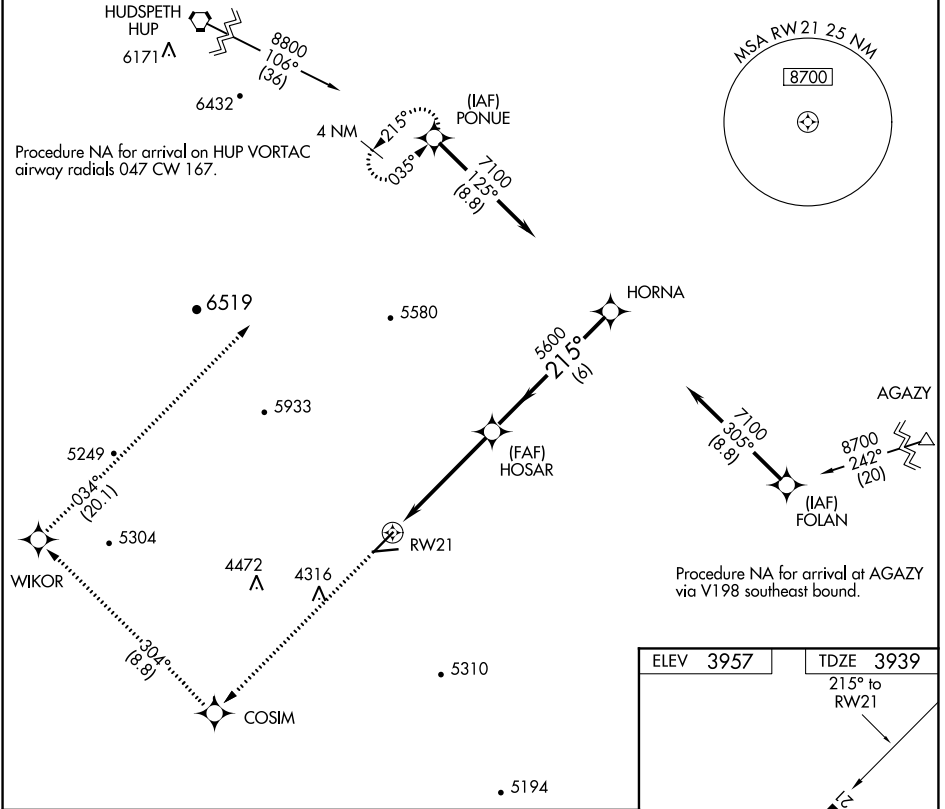 HUDSPETH
HUP
6171
8800
106°
(36)
6432
MSA RW21 25 NM
8700
(IAF)
PONUE
4 NM
215°
035°
7100
125°
(8.8)
Procedure NA for arrival on HUP VORTAC
airway radials 047 CW 167.
HORNA
6519
5580
5600
215°
(6)
5933
AGAZY
7100
305°
(8.8)
8700
242°
(20)
5249
(FAF)
HOSAR
034°
(20.1)
(IAF)
FOLAN
5304
RW21
WIKOR
4472
4316
Procedure NA for arrival at AGAZY
via V198 southeast bound.
304°
(8.8)
5310
ELEV 3957
TDZE 3939
215° to
RW21
COSIM
5194
21